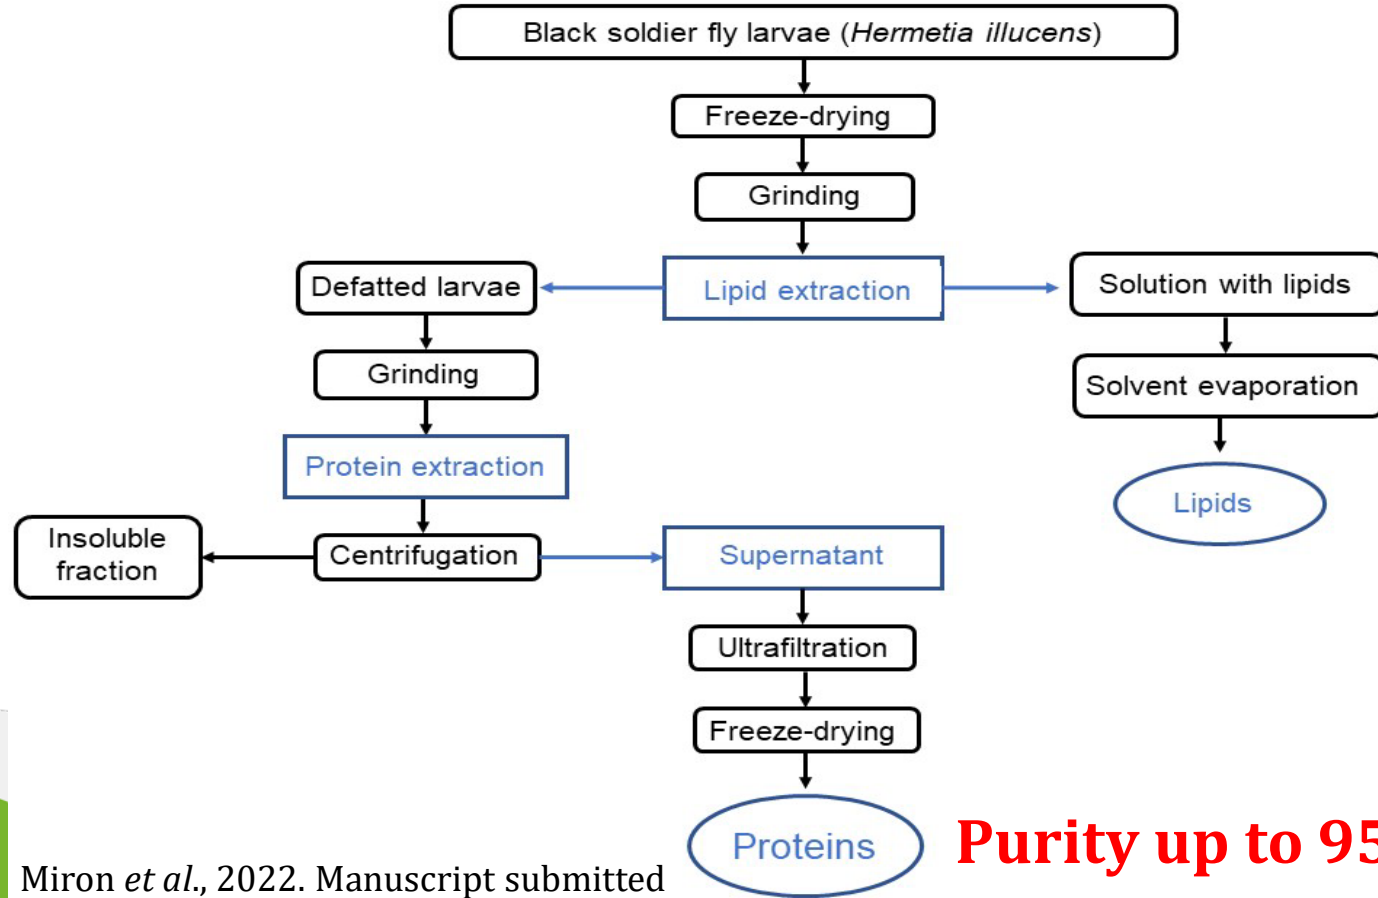 Black soldier fly larvae (Hermetia illucens)
Freeze-drying
Grinding
Defatted larvae
Lipid extraction
Solution with lipids
Grinding
Solvent evaporation
Protein extraction
Lipids
Insoluble
fraction
Centrifugation
Supernatant
Ultrafiltration
Freeze-drying
Proteins
Purity up to 95
Miron et al., 2022. Manuscript submitted